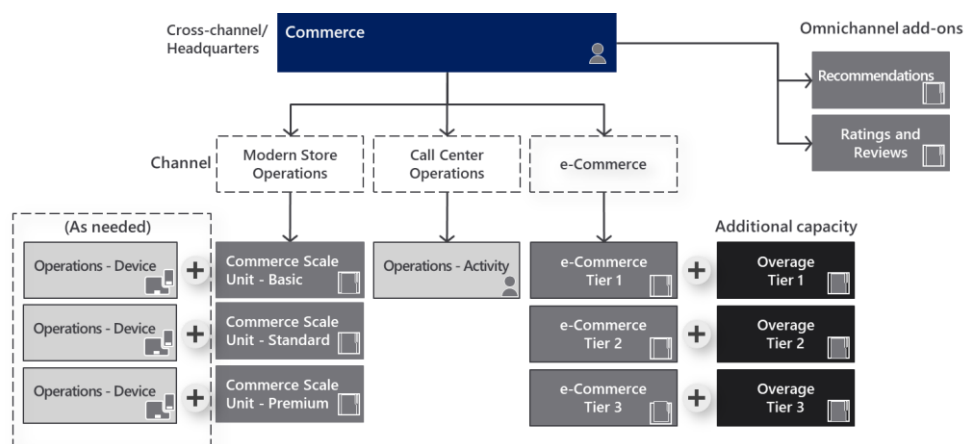 Cross-channel/
Headquarters
Commerce
Omnichannel add-ons
Recommendations
Ratings and
Reviews
Channel
Modern Store
Operations
Call Center
Operations
e-Commerce
(As needed)
Additional capacity
Operations - Device
Commerce Scale
Unit - Basic
Operations - Activity
e-Commerce
Tier 1
Overage
Tier 1
Operations - Device
Commerce Scale
Unit - Standard
e-Commerce
Tier 2
Overage
Tier 2
Operations - Device
Commerce Scale
Unit - Premium
e-Commerce
Tier 3
Overage
Tier 3